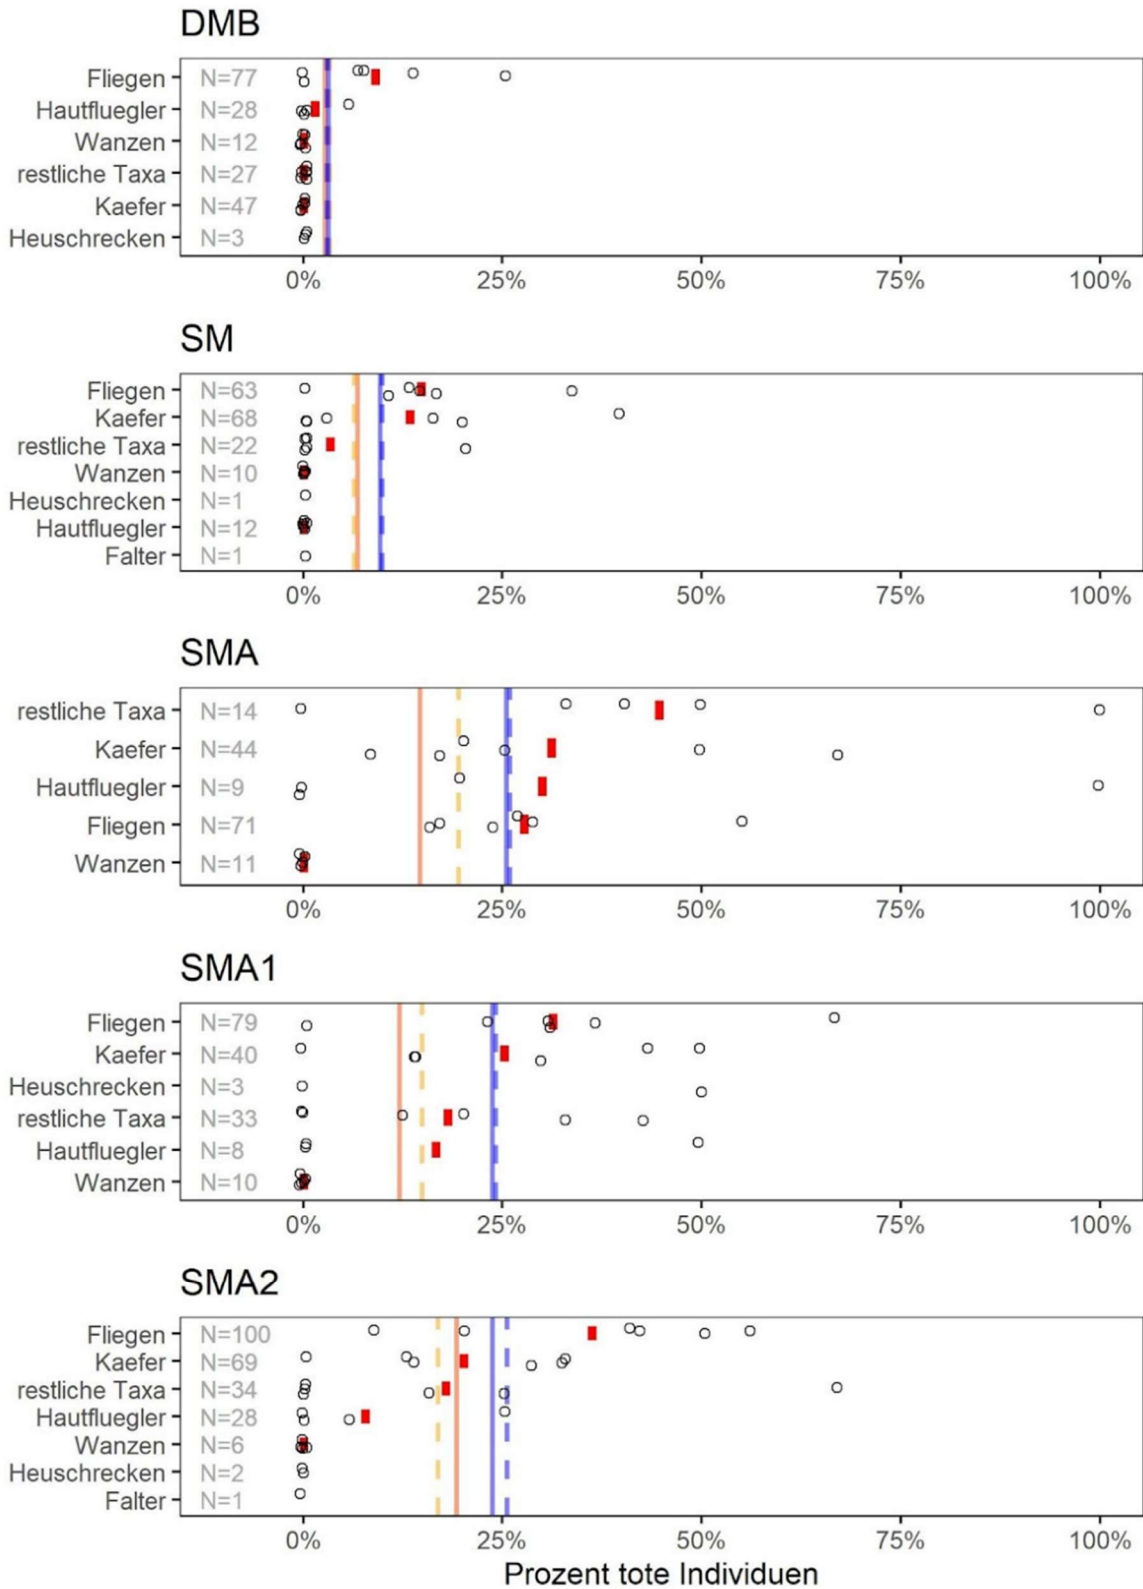 DMB
Fliegen N=77
Hautfluegler N=28
Wanzen N=12
restliche Taxa N=27
Kaefer N=47
Heuschrecken N=3
0% 25% 50% 75% 100%
SM
Fliegen N=63
Kaefer N=68
restliche Taxa N=22
Wanzen N=10
Heuschrecken N=1
Hautfluegler N=12
Falter N=1
0% 25% 50% 75% 100%
SMA
restliche Taxa N=14
Kaefer N=44
Hautfluegler N=9
Fliegen N=71
Wanzen N=11
0% 25% 50% 75% 100%
SMA1
Fliegen N=79
Kaefer N=40
Heuschrecken N=3
restliche Taxa N=33
Hautfluegler N=8
Wanzen N=10
0% 25% 50% 75% 100%
SMA2
Fliegen N=100
Kaefer N=69
restliche Taxa N=34
Hautfluegler N=28
Wanzen N=6
Heuschrecken N=2
Falter N=1
0% 25% 50% 75% 100%
Prozent tote Individuen